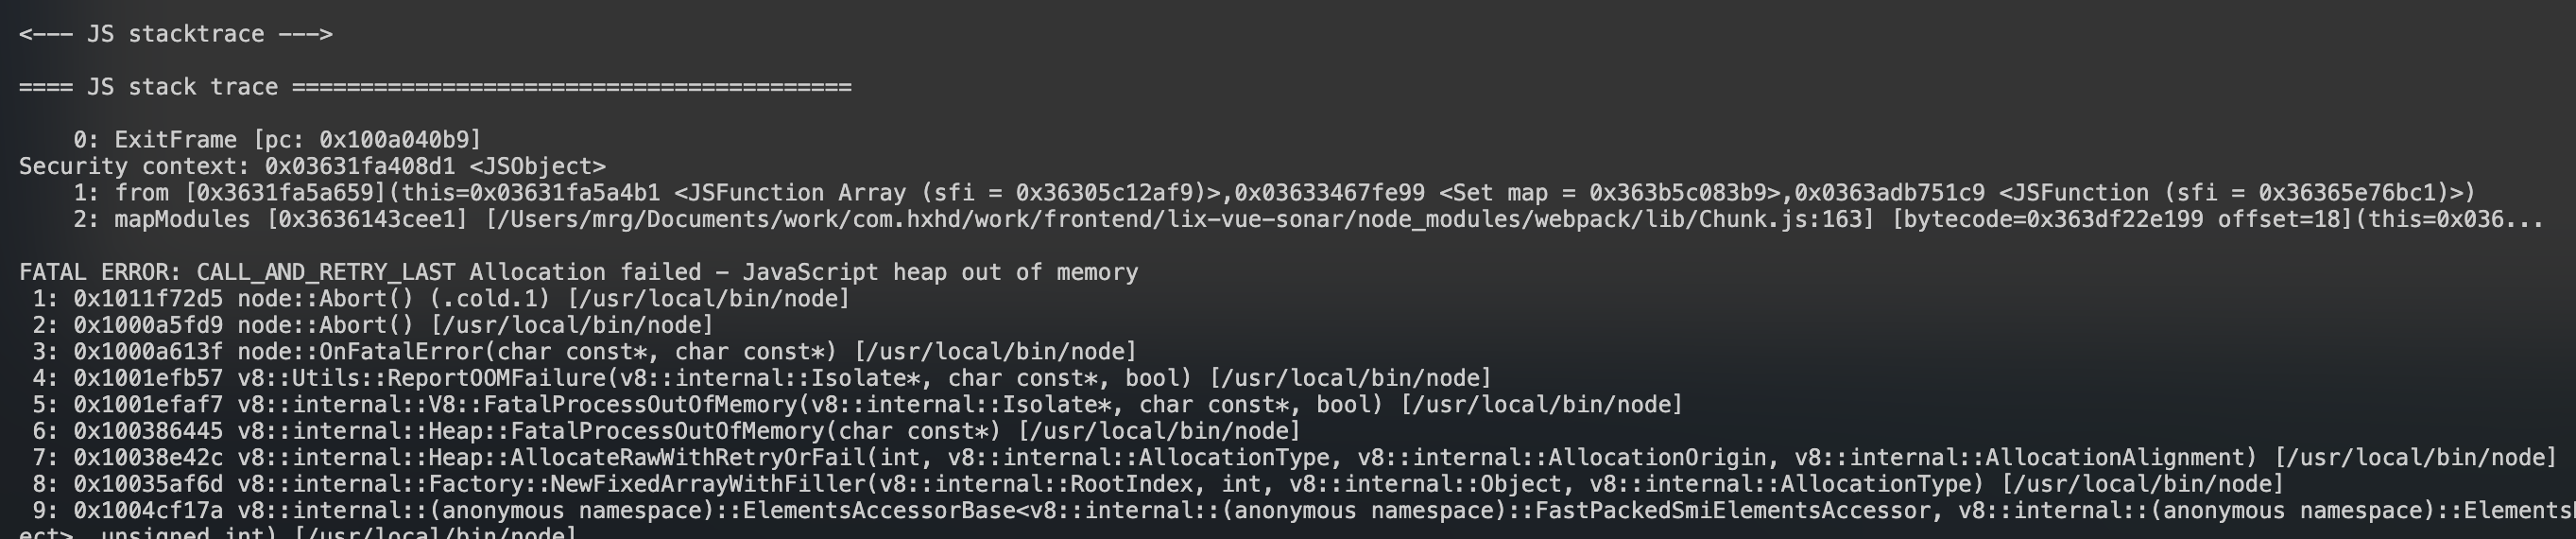 <--- JS stacktrace --->
==== JS stack trace =========================================
0: ExitFrame [pc: 0x100a040b9]
Security context: 0x03631fa408d1 <JSObject>
1: from [0x3631fa5a659](this=0x03631fa5a4b1 <JSFunction Array (sfi = 0x36305c12af9)>,0x03633467fe99 <Set map = 0x363b5c083b9>,0x0363adb751c9 <JSFunction (sfi = 0x36365e76bc1)>)
2: mapModules [0x3636143cee1] [/Users/mrg/Documents/work/com.hxhd/work/frontend/lix-vue-sonar/node_modules/webpack/lib/Chunk.js:163] [bytecode=0x363df22e199 offset=18](this=0x036...
FATAL ERROR: CALL_AND_RETRY_LAST Allocation failed - JavaScript heap out of memory
1: 0x1011f72d5 node::Abort() (.cold.1) [/usr/local/bin/node]
2: 0x1000a5fd9 node::Abort() [/usr/local/bin/node]
3: 0x1000a613f node::OnFatalError(char const*, char const*) [/usr/local/bin/node]
4: 0x1001efb57 v8::Utils::ReportOOMFailure(v8::internal::Isolate*, char const*, bool) [/usr/local/bin/node]
5: 0x1001efaf7 v8::internal::V8::FatalProcessOutOfMemory(v8::internal::Isolate*, char const*, bool) [/usr/local/bin/node]
6: 0x100386445 v8::internal::Heap::FatalProcessOutOfMemory(char const*) [/usr/local/bin/node]
7: 0x10038e42c v8::internal::Heap::AllocateRawWithRetryOrFail(int, v8::internal::AllocationType, v8::internal::AllocationOrigin, v8::internal::AllocationAlignment) [/usr/local/bin/node]
8: 0x10035af6d v8::internal::Factory::NewFixedArrayWithFiller(v8::internal::RootIndex, int, v8::internal::Object, v8::internal::AllocationType) [/usr/local/bin/node]
9: 0x1004cf17a v8::internal::(anonymous namespace)::ElementsAccessorBase<v8::internal::(anonymous namespace)::FastPackedSmiElementsAccessor, v8::internal::(anonymous namespace)::Elements
ect>, unsigned int) [/usr/local/bin/node]